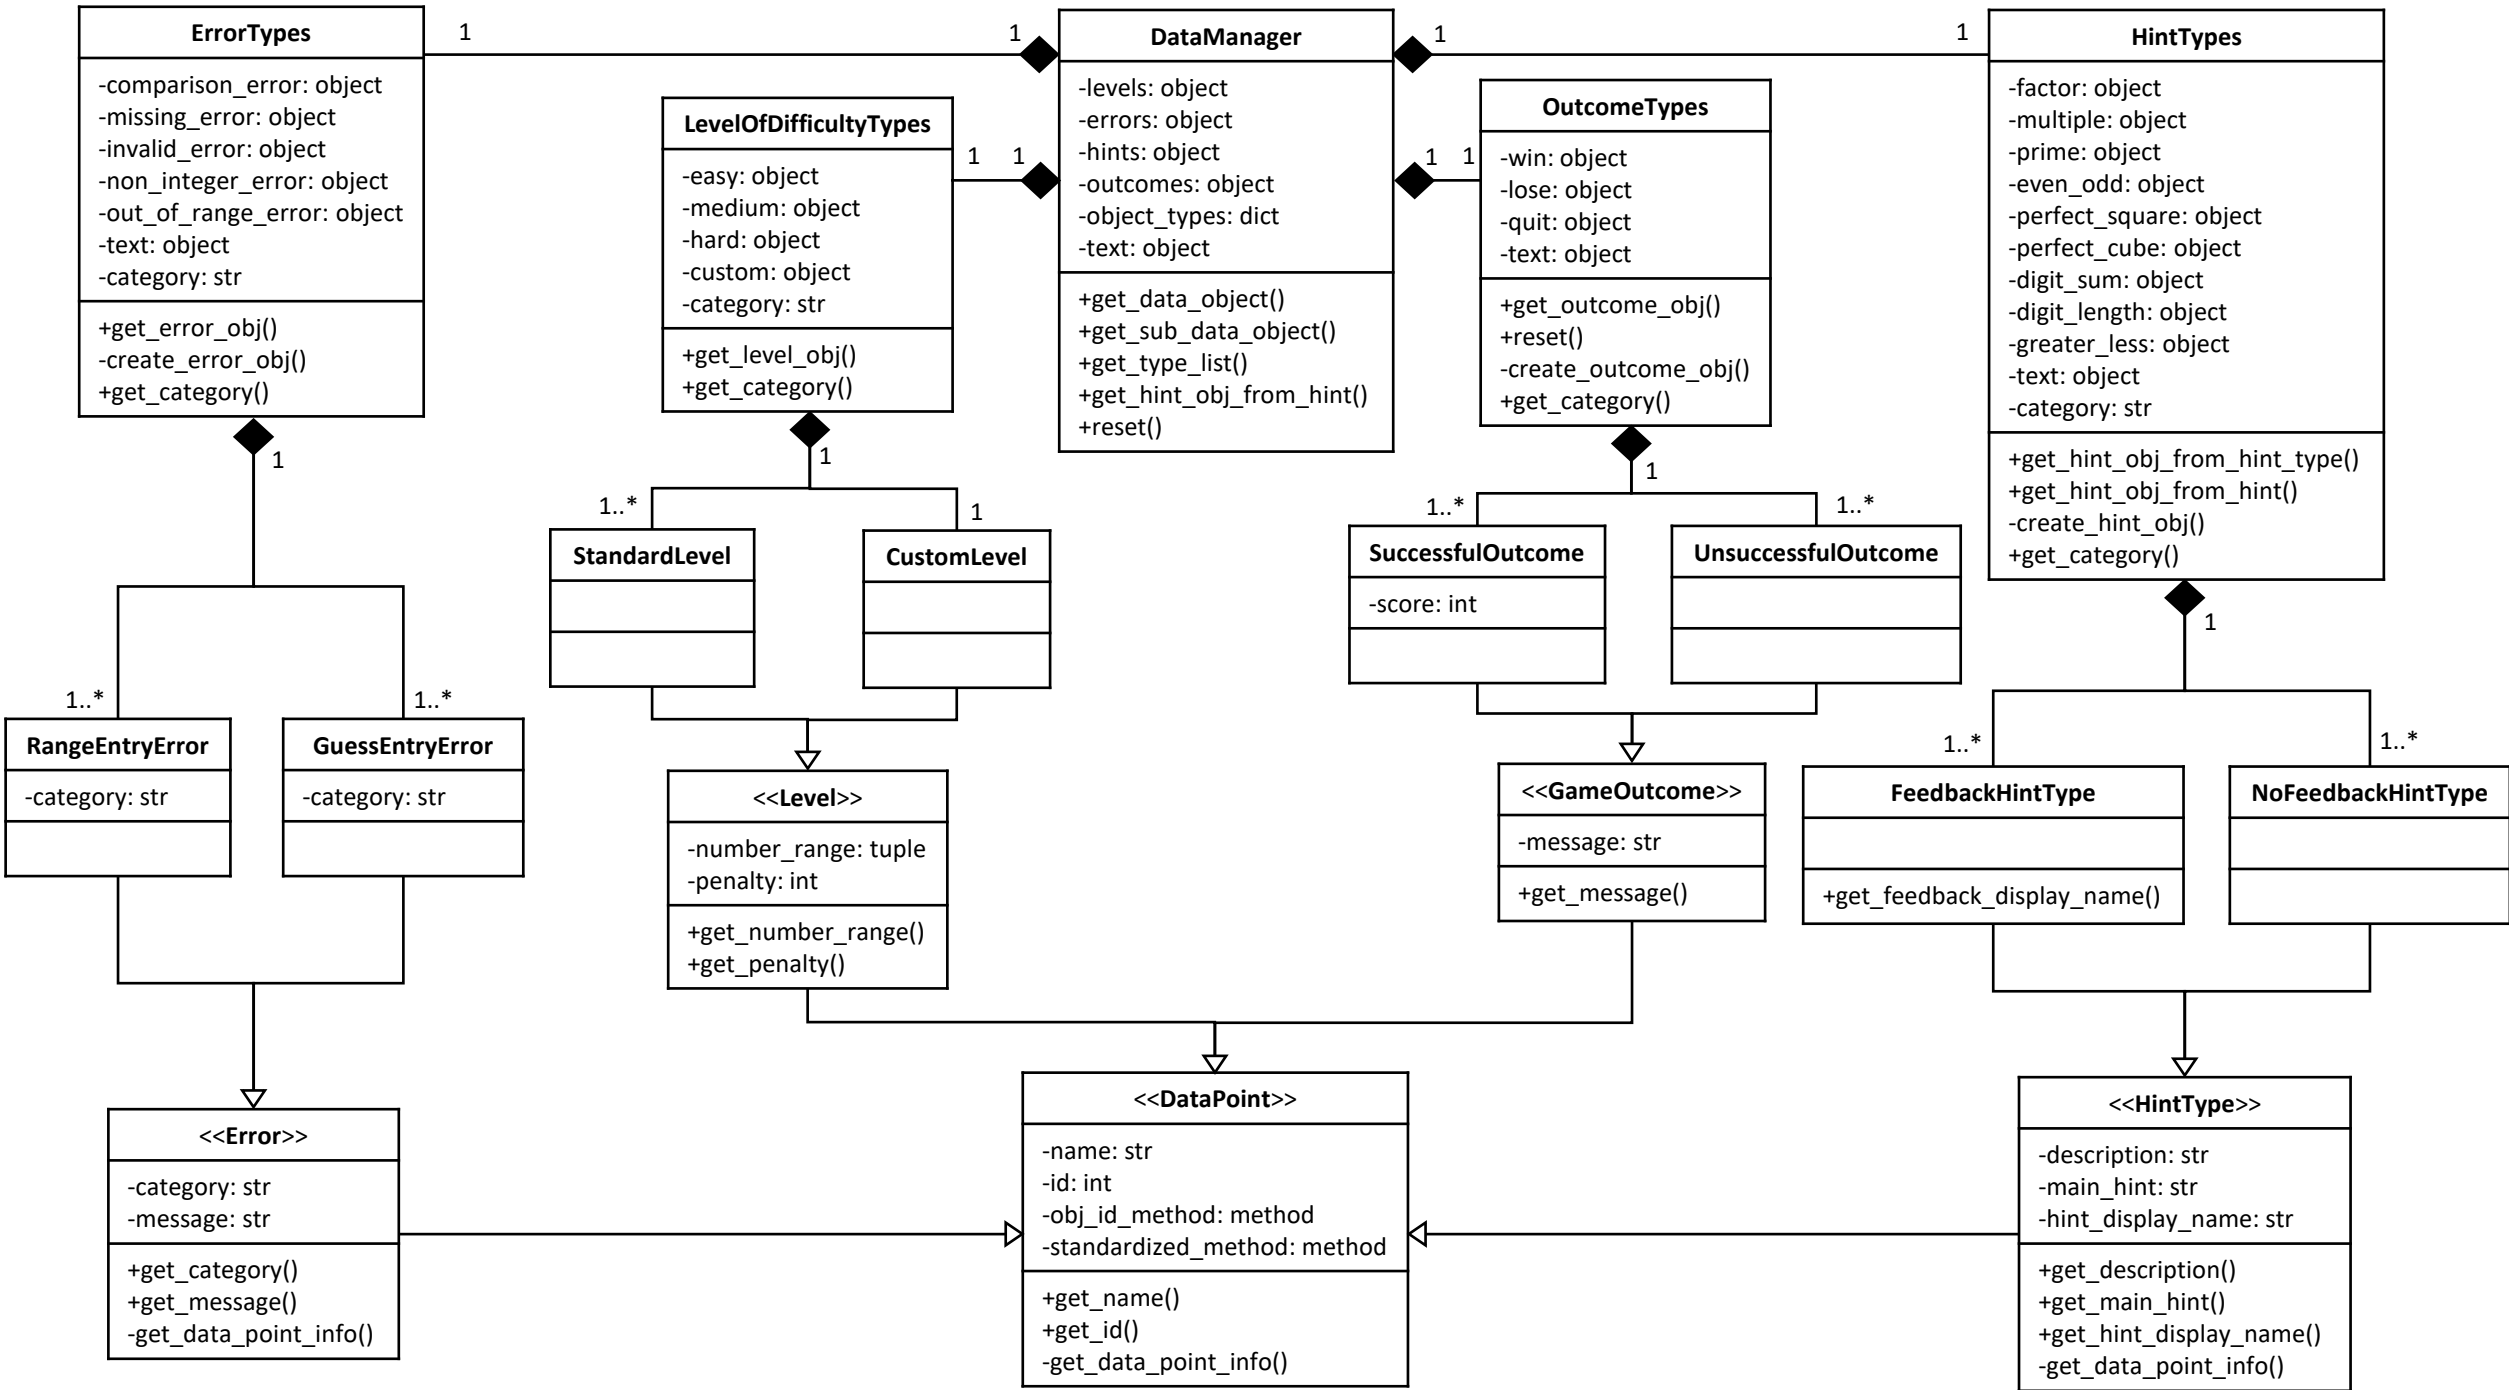 ErrorTypes
-comparison_error: object
-missing_error: object
-invalid_error: object
-non_integer_error: object
-out_of_range_error: object
-text: object
-category: str
+get_error_obj()
-create_error_obj()
+get_category()
1
1
DataManager
-levels: object
-errors: object
-hints: object
-outcomes: object
-object_types: dict
-text: object
+get_data_object()
+get_sub_data_object()
+get_type_list()
+get_hint_obj_from_hint()
+reset()
1
1
HintTypes
-factor: object
-multiple: object
-prime: object
-even_odd: object
-perfect_square: object
-perfect_cube: object
-digit_sum: object
-digit_length: object
-greater_less: object
-text: object
-category: str
+get_hint_obj_from_hint_type()
+get_hint_obj_from_hint()
-create_hint_obj()
+get_category()
LevelOfDifficultyTypes
-easy: object
-medium: object
-hard: object
-custom: object
-category: str
+get_level_obj()
+get_category()
1
1
OutcomeTypes
-win: object
-lose: object
-quit: object
-text: object
+get_outcome_obj()
+reset()
-create_outcome_obj()
+get_category()
1
1
1
1
1
1
1..*
1
1..*
1..*
StandardLevel
CustomLevel
SuccessfulOutcome
-score: int
UnsuccessfulOutcome
1..*
1..*
1..*
1..*
RangeEntryError
-category: str
GuessEntryError
-category: str
<<Level>>
-number_range: tuple
-penalty: int
+get_number_range()
+get_penalty()
<<GameOutcome>>
-message: str
+get_message()
FeedbackHintType
+get_feedback_display_name()
NoFeedbackHintType
<<Error>>
-category: str
-message: str
+get_category()
+get_message()
-get_data_point_info()
<<DataPoint>>
-name: str
-id: int
-obj_id_method: method
-standardized_method: method
+get_name()
+get_id()
-get_data_point_info()
<<HintType>>
-description: str
-main_hint: str
-hint_display_name: str
+get_description()
+get_main_hint()
+get_hint_display_name()
-get_data_point_info()